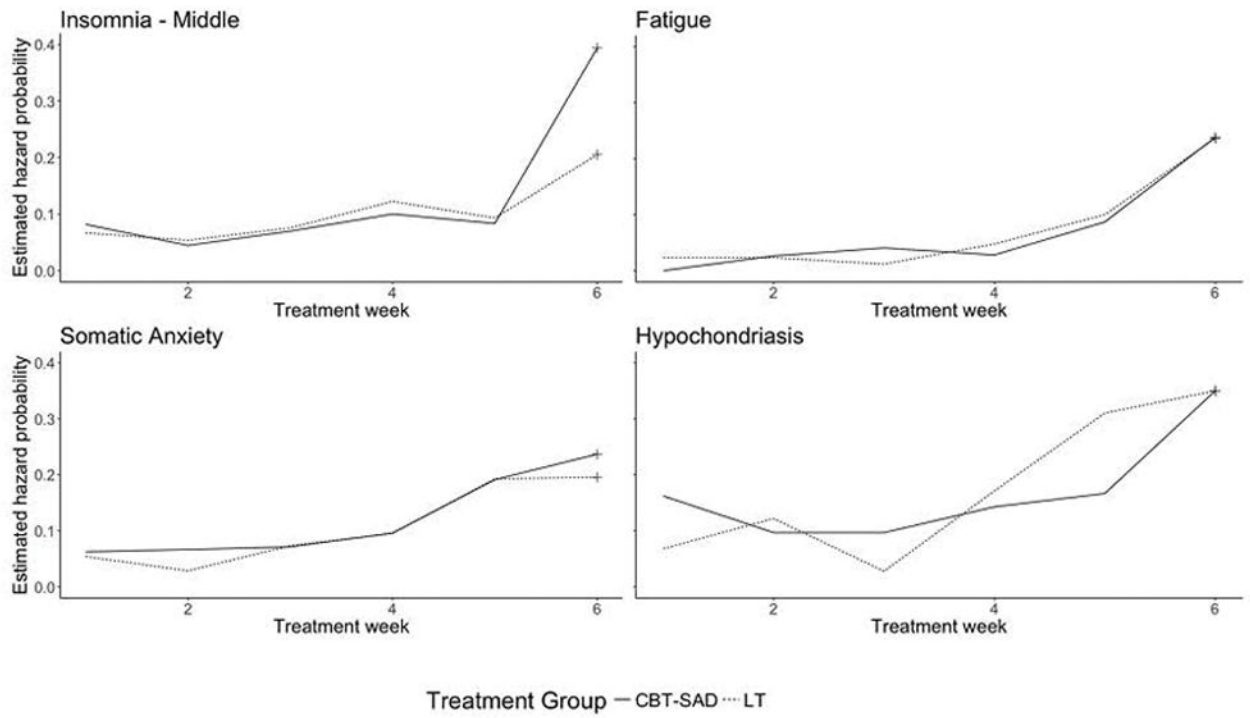 Insomnia - Middle
Fatigue
Estimated hazard probability
0.4
0.3
0.2
0.1
0.0
2
4
6
2
4
6
Treatment week
Treatment week
Somatic Anxiety
Hypochondriasis
Estimated hazard probability
0.4
0.3
0.2
0.1
0.0
2
4
6
2
4
6
Treatment week
Treatment week
Treatment Group CBT-SAD LT